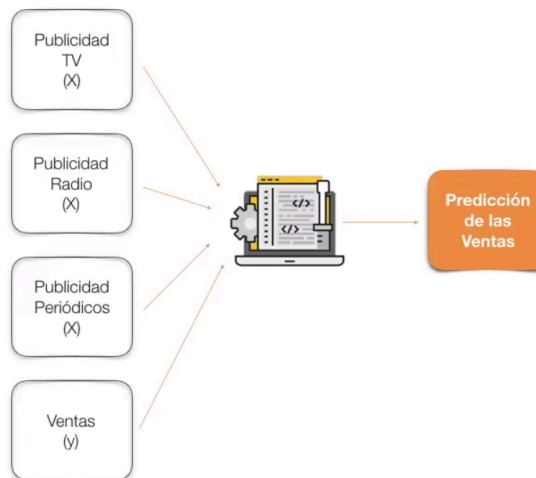 Publicidad
TV
(X)
Publicidad
Radio
(X)
Publicidad
Periódicos
(X)
Ventas
(y)
</>
</>
Predicción
de las
Ventas